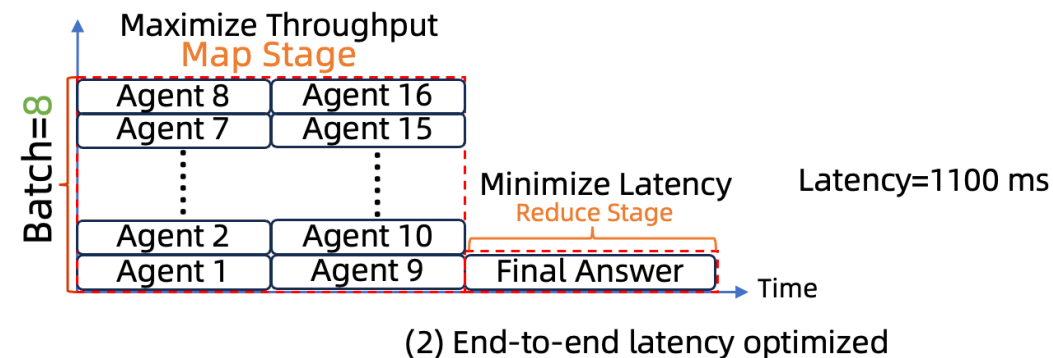 Maximize Throughput
Map Stage
Batch=8
Agent 8
Agent 16
Agent 7
Agent 15
Agent 2
Agent 10
Agent 1
Agent 9
Minimize Latency
Reduce Stage
Final Answer
Time
Latency=1100 ms
(2) End-to-end latency optimized